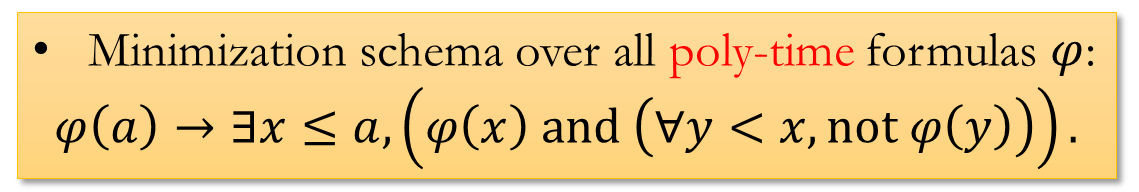 • Minimization schema over all poly-time formulas φ:
φ(a) → ∃x ≤ a, (φ(x) and (∀y < x, not φ(y))).